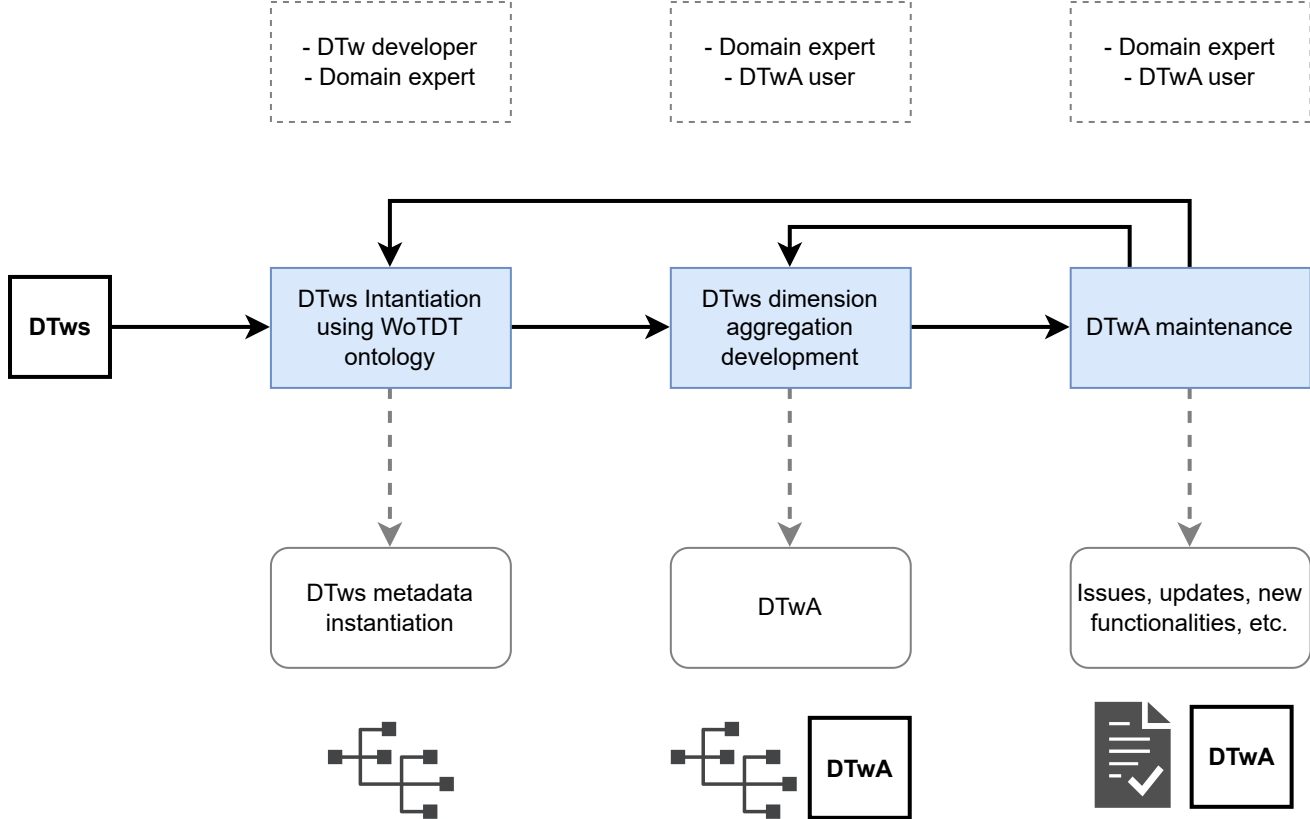 - DTw developer
- Domain expert
- Domain expert
- DTwA user
- Domain expert
- DTwA user
DTws
DTws Intantiation
using WoTDT
ontology
DTws dimension
aggregation
development
DTwA maintenance
DTws metadata
instantiation
DTwA
Issues, updates, new
functionalities, etc.
DTwA
DTwA